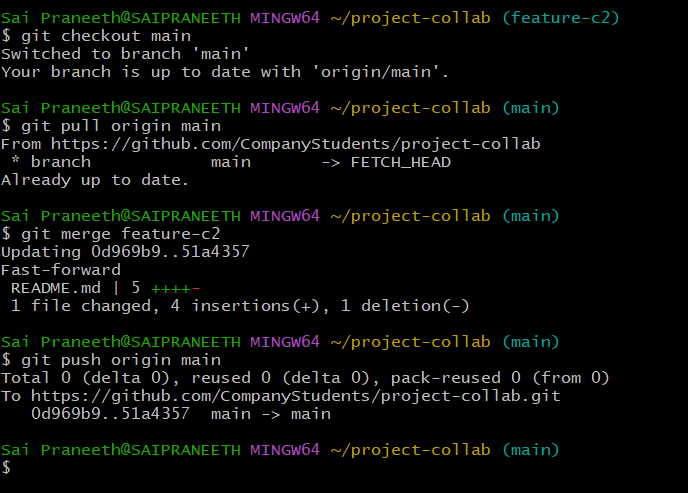 Sai Praneeth@SAIPRANEETH MINGW64 ~/project-collab (feature-c2)
$ git checkout main
Switched to branch 'main'
Your branch is up to date with 'origin/main'.
Sai Praneeth@SAIPRANEETH MINGW64 ~/project-collab (main)
$ git pull origin main
From https://github.com/CompanyStudents/project-collab
 * branch            main       -> FETCH_HEAD
Already up to date.
Sai Praneeth@SAIPRANEETH MINGW64 ~/project-collab (main)
$ git merge feature-c2
Updating 0d969b9..51a4357
Fast-forward
 README.md | 5 ++++-
 1 file changed, 4 insertions(+), 1 deletion(-)
Sai Praneeth@SAIPRANEETH MINGW64 ~/project-collab (main)
$ git push origin main
Total 0 (delta 0), reused 0 (delta 0), pack-reused 0 (from 0)
To https://github.com/CompanyStudents/project-collab.git
   0d969b9..51a4357  main -> main
Sai Praneeth@SAIPRANEETH MINGW64 ~/project-collab (main)
$